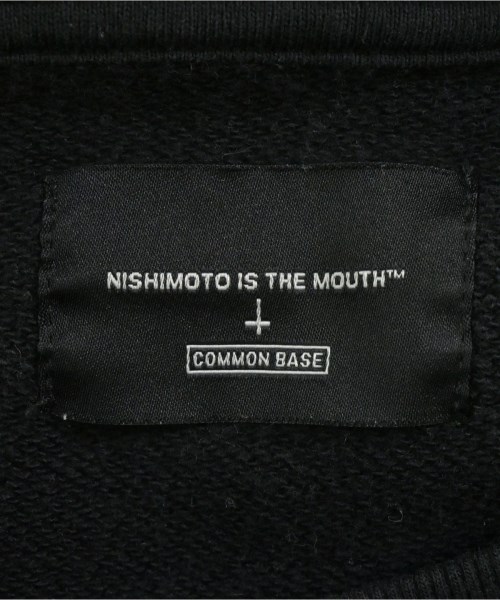 NISHIMOTO IS THE MOUTH™
COMMON BASE